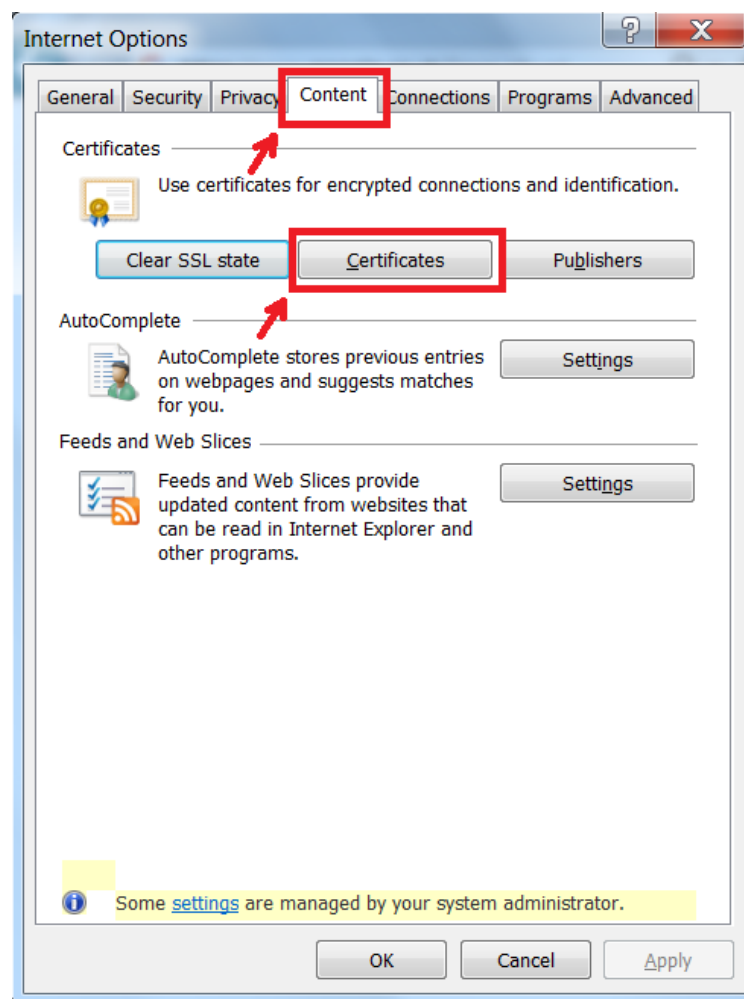 Internet Options
General Security Privacy Content Connections Programs Advanced
Certificates
Use certificates for encrypted connections and identification.
Clear SSL state Certificates Publishers
AutoComplete
AutoComplete stores previous entries
on webpages and suggests matches
for you.
Settings
Feeds and Web Slices
Feeds and Web Slices provide
updated content from websites that
can be read in Internet Explorer and
other programs.
Settings
Some settings are managed by your system administrator.
OK Cancel Apply